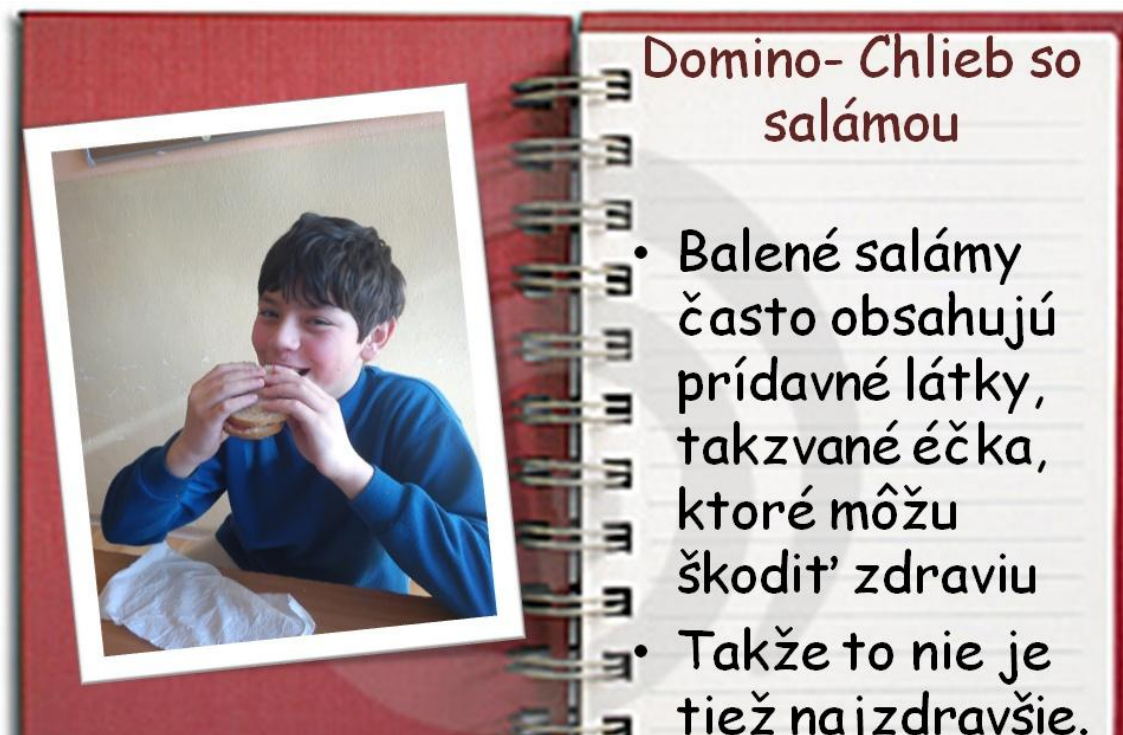 Domino- Chlieb so
salámou
• Balené salámy
často obsahujú
prídavné látky,
takzvané éčka,
ktoré môžu
škodiť zdraviu
• Takže to nie je
tiež najzdravšie.